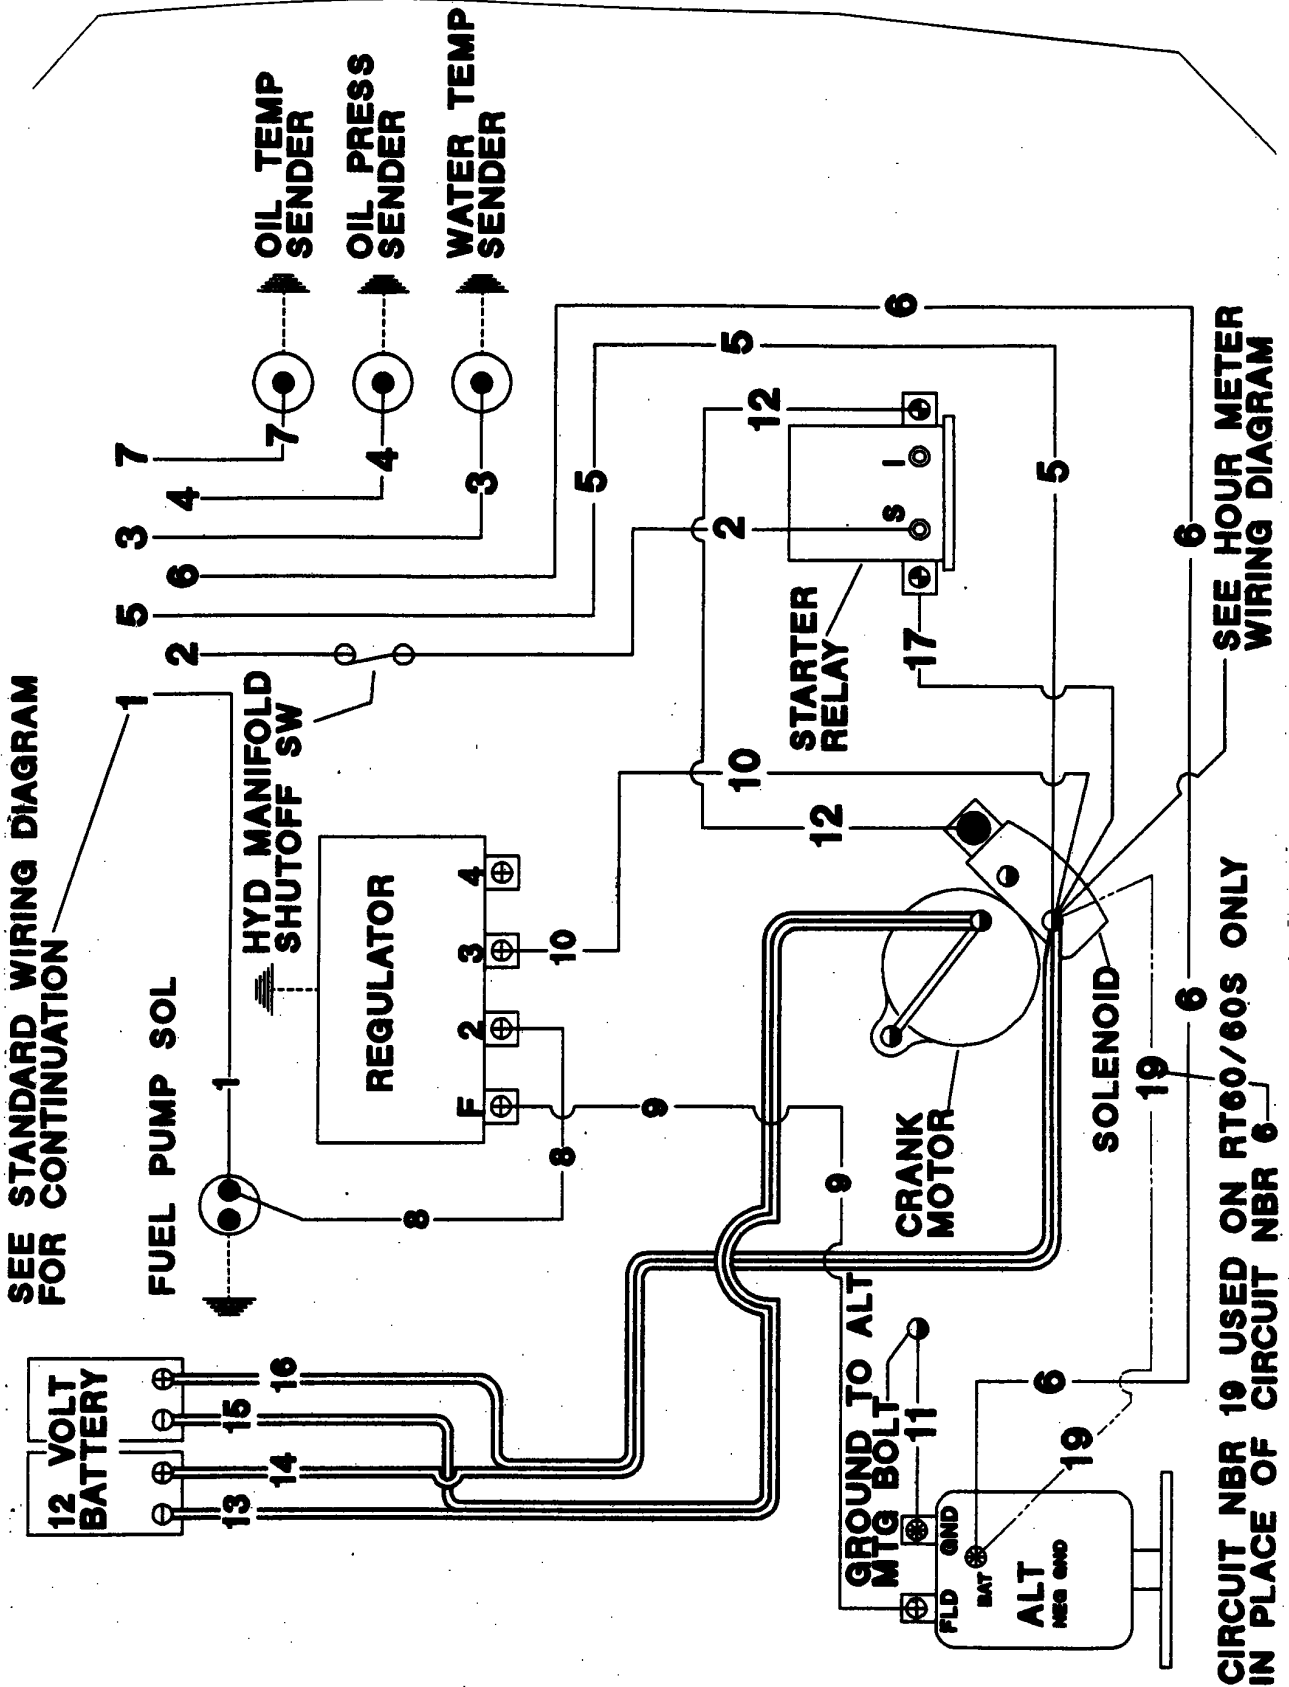 SEE STANDARD WIRING DIAGRAM
FOR CONTINUATION
1
2
5
6
3
4
7
7
4
3
OIL TEMP
SENDER
OIL PRESS
SENDER
WATER TEMP
SENDER
12 VOLT
BATTERY
13
14
15
16
FUEL PUMP SOL
1
8
8
HYD MANIFOLD
SHUTOFF SW
REGULATOR
F
2
3
4
9
9
10
10
5
5
5
6
6
6
6
2
12
12
STARTER
RELAY
S
I
17
CRANK
MOTOR
SOLENOID
19
19
GROUND TO ALT
MTG BOLT
11
FLD
GND
BAT
ALT
NEG GND
SEE HOUR METER
WIRING DIAGRAM
CIRCUIT NBR 19 USED ON RT60/60S ONLY
IN PLACE OF CIRCUIT NBR 6